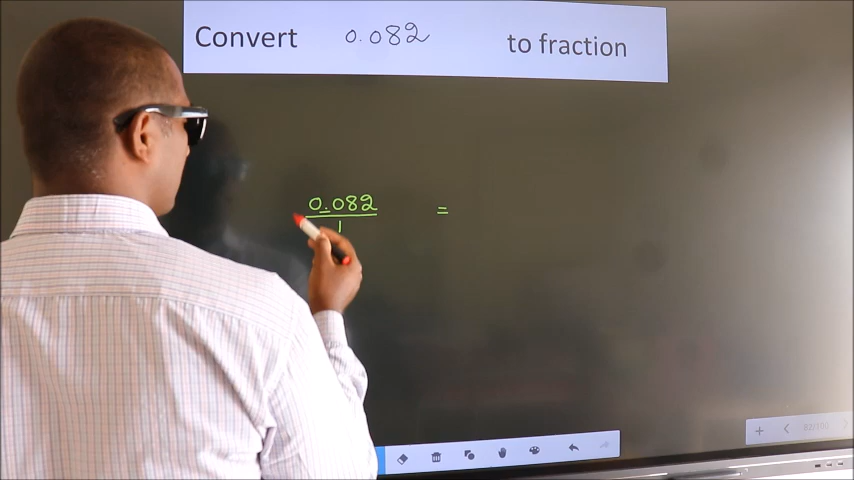 Convert 0.082 to fraction
0.082 =
1